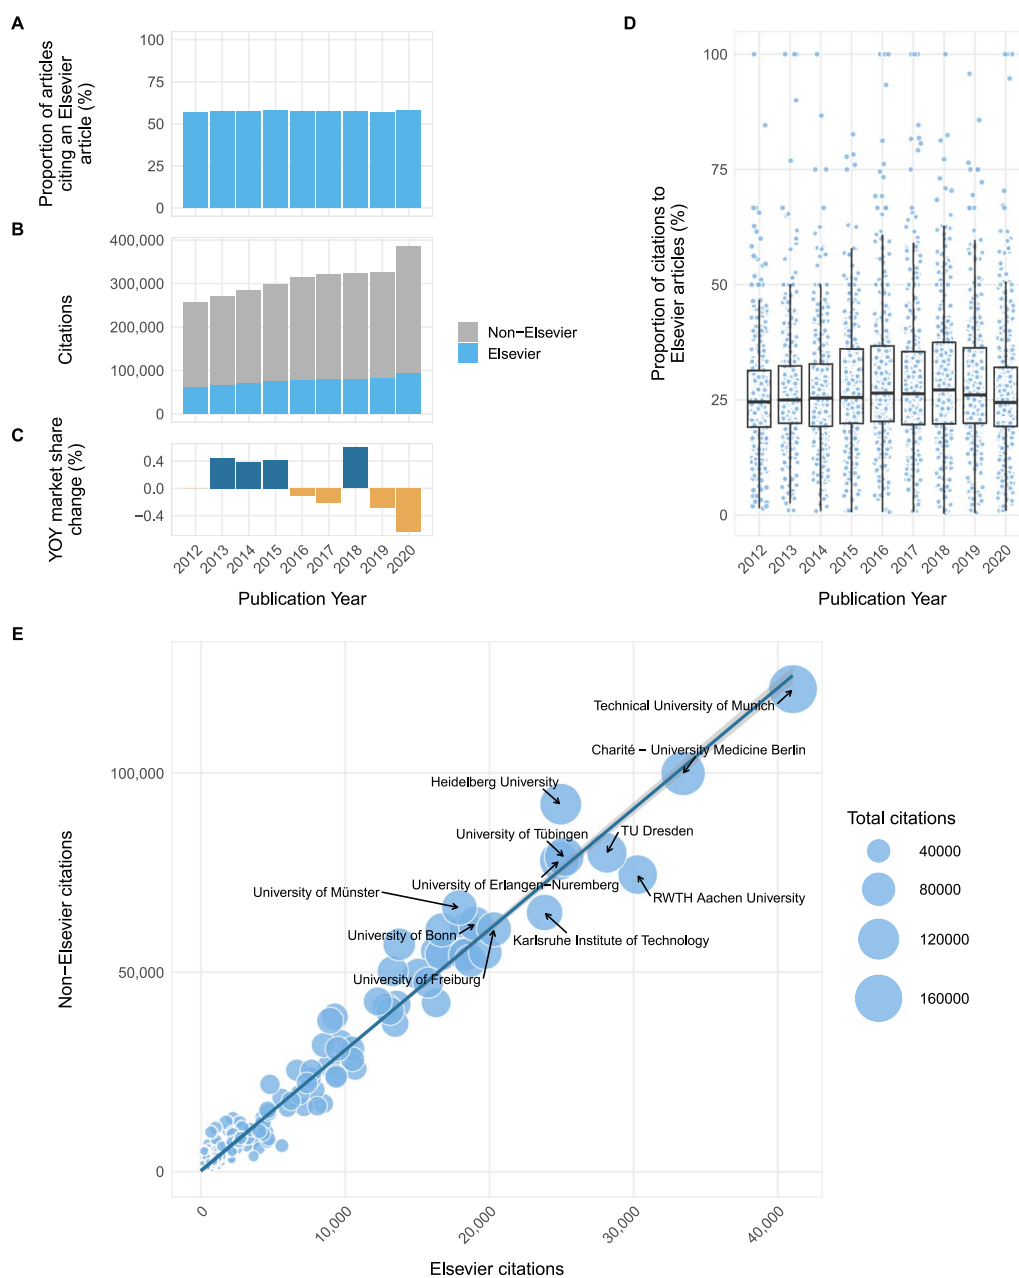 A
Proportion of articles
citing an Elsevier
article (%)
100
75
50
25
0
B
Citations
400,000
300,000
200,000
100,000
0
Non−Elsevier
Elsevier
C
YOY market share
change (%)
0.4
0.0
−0.4
2012
2013
2014
2015
2016
2017
2018
2019
2020
Publication Year
D
Proportion of citations to
Elsevier articles (%)
100
75
50
25
0
2012
2013
2014
2015
2016
2017
2018
2019
2020
Publication Year
E
Non−Elsevier citations
100,000
50,000
0
Technical University of Munich
Charité − University Medicine Berlin
Heidelberg University
University of Tübingen
TU Dresden
University of Erlangen−Nuremberg
University of Münster
RWTH Aachen University
University of Bonn
Karlsruhe Institute of Technology
University of Freiburg
0
10,000
20,000
30,000
40,000
Elsevier citations
Total citations
40000
80000
120000
160000